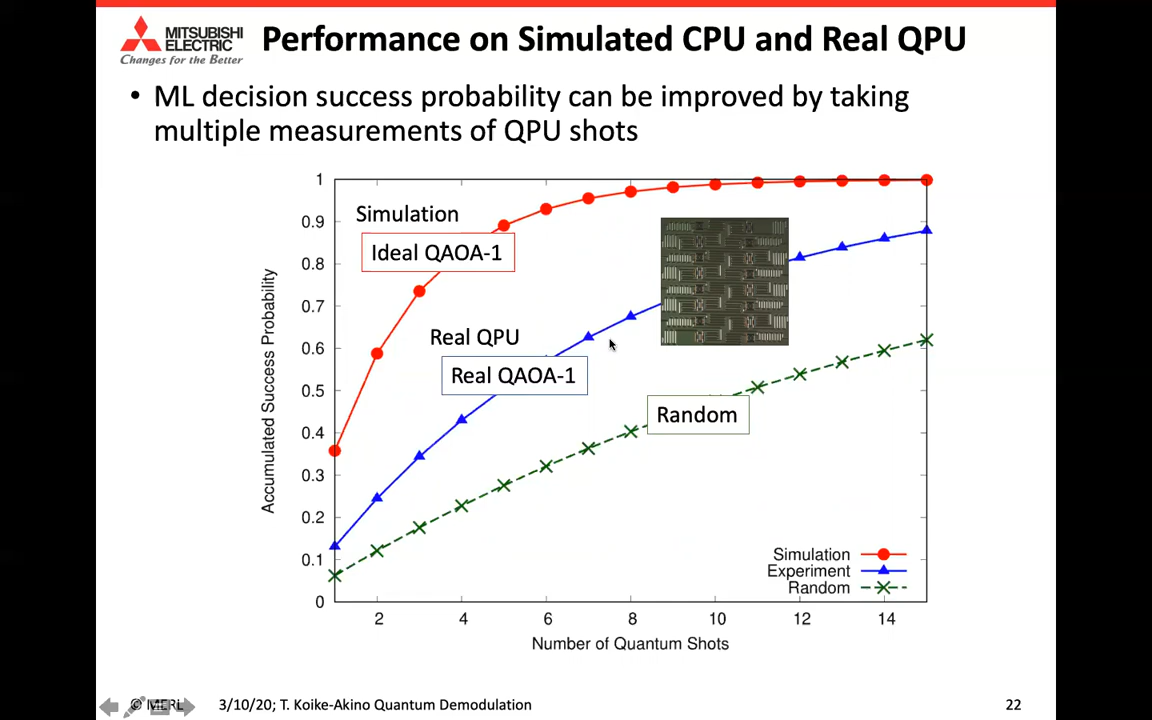 MITSUBISHI
ELECTRIC
Changes for the Better
Performance on Simulated CPU and Real QPU
• ML decision success probability can be improved by taking
multiple measurements of QPU shots
Accumulated Success Probability
1
0.9
0.8
0.7
0.6
0.5
0.4
0.3
0.2
0.1
0
Simulation
Ideal QAOA-1
Real QPU
Real QAOA-1
Random
Simulation
Experiment
Random
2 4 6 8 10 12 14
Number of Quantum Shots
© MERL
3/10/20; T. Koike-Akino Quantum Demodulation
22